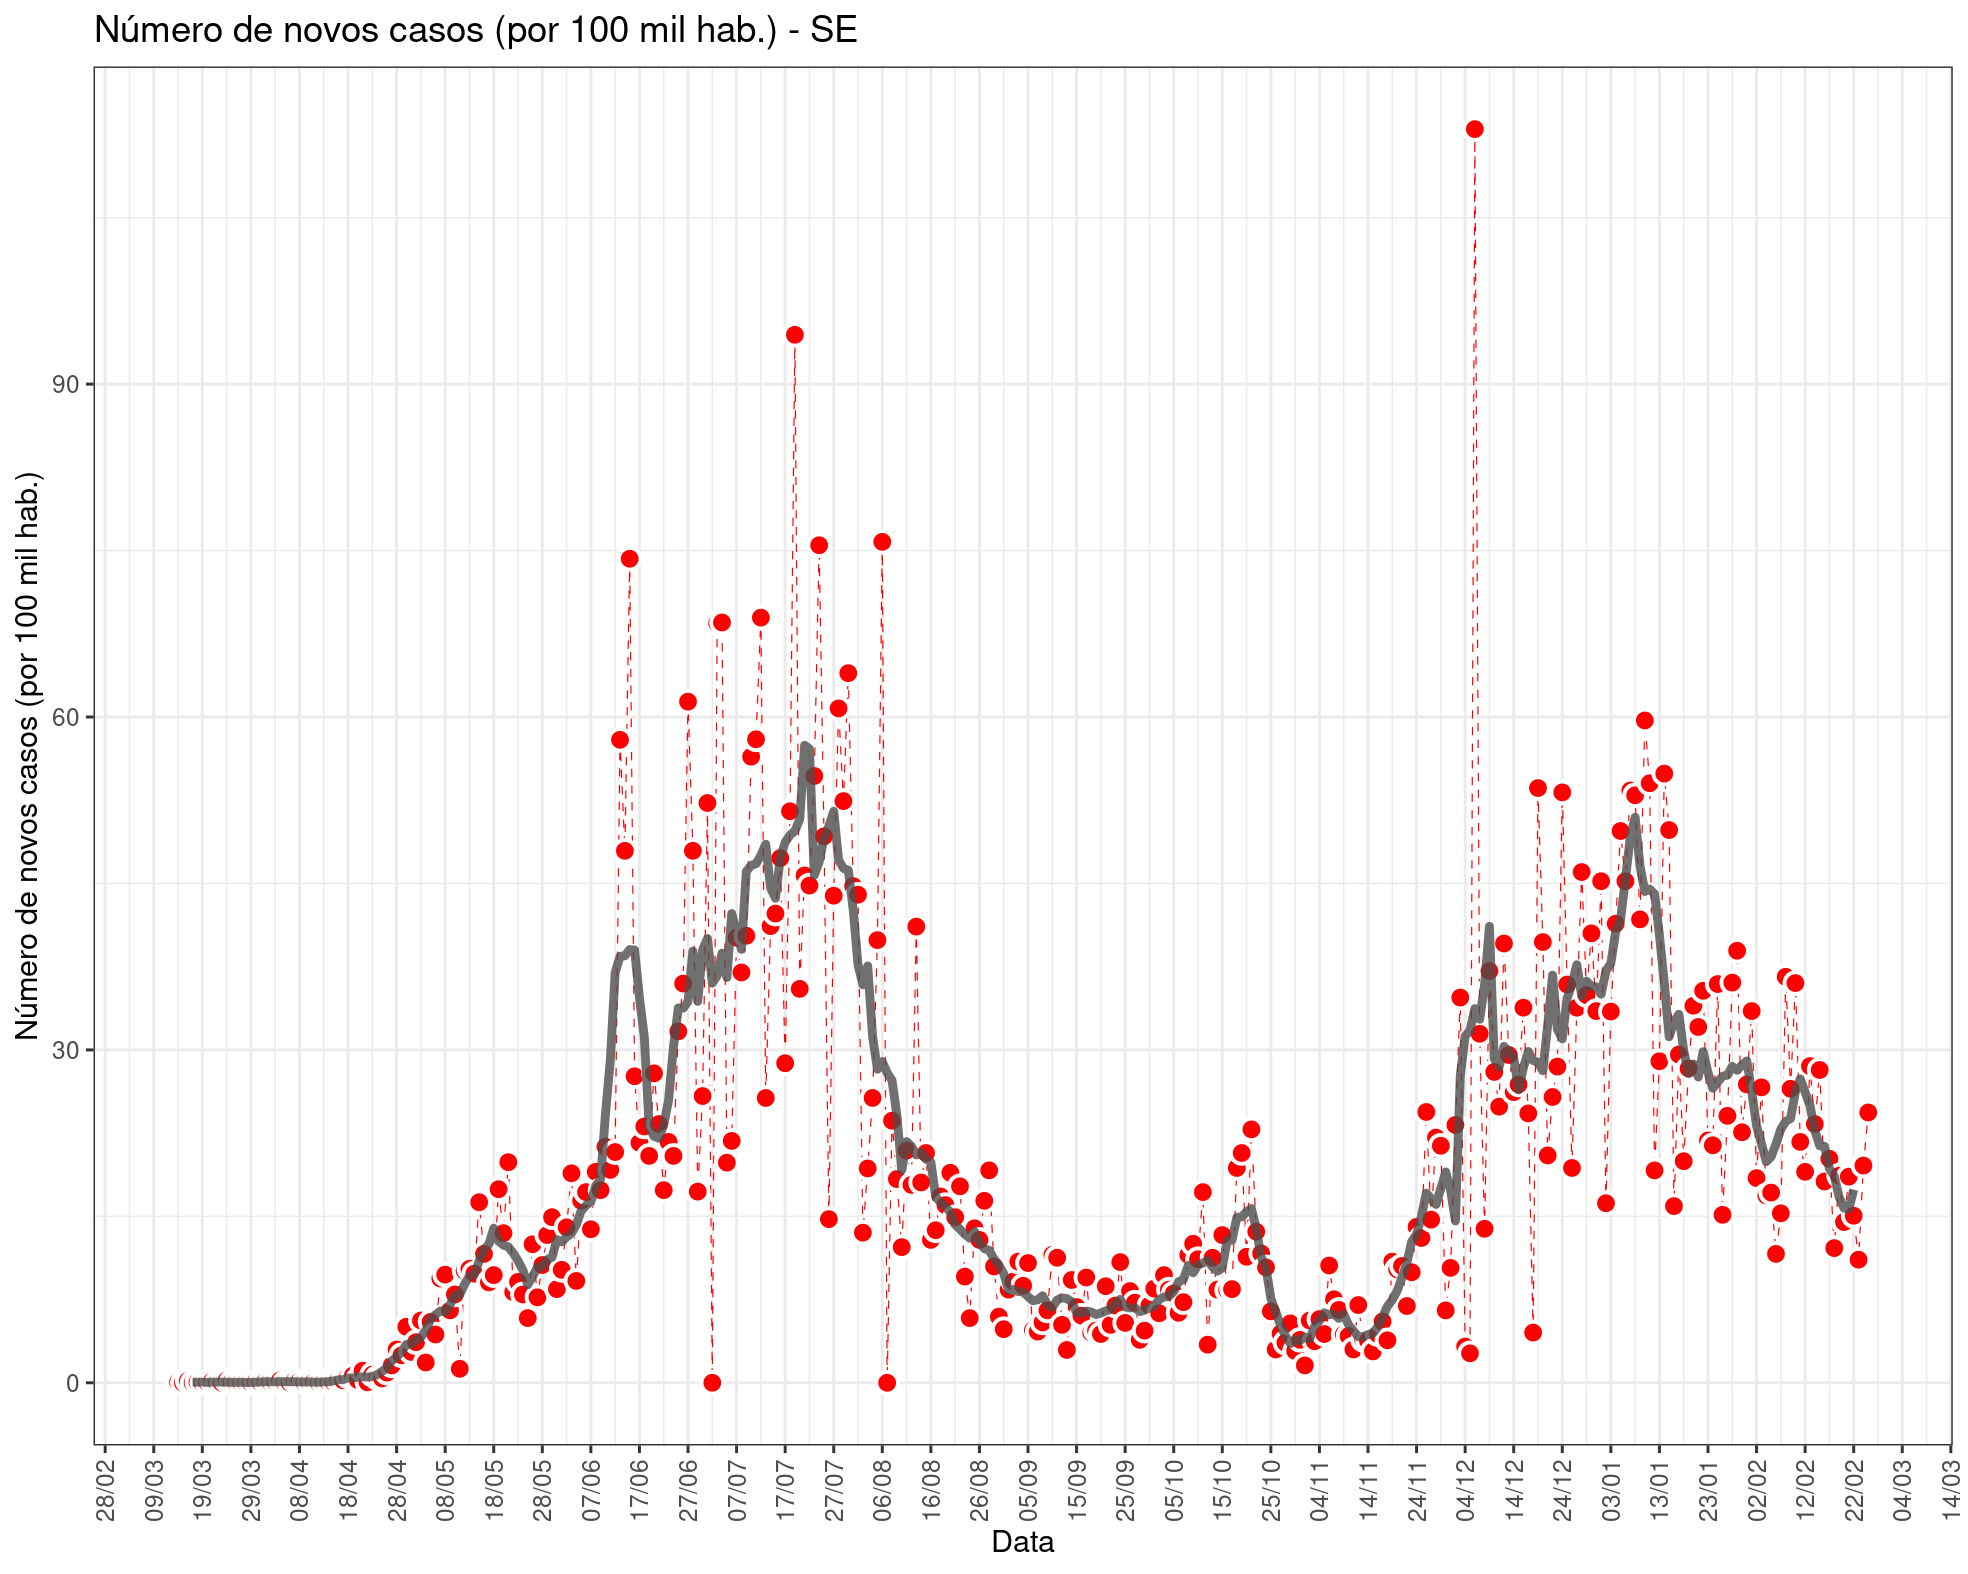 Número de novos casos (por 100 mil hab.) - SE
Número de novos casos (por 100 mil hab.)
90
60
30
0
28/02 09/03 19/03 29/03 08/04 18/04 28/04 08/05 18/05 28/05 07/06 17/06 27/06 07/07 17/07 27/07 06/08 16/08 26/08 05/09 15/09 25/09 05/10 15/10 25/10 04/11 14/11 24/11 04/12 14/12 24/12 03/01 13/01 23/01 02/02 12/02 22/02 04/03 14/03
Data